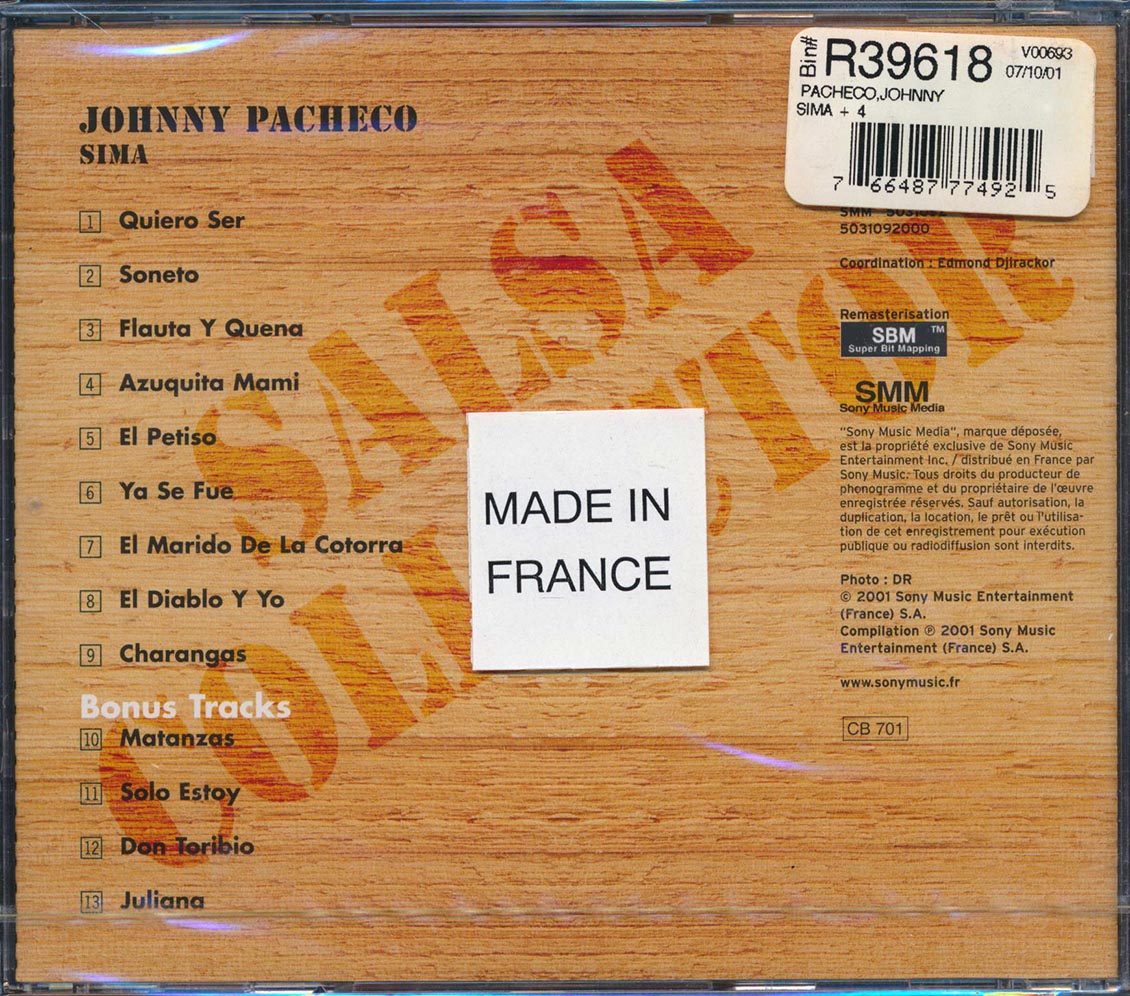 JOHNNY PACHECO
SIMA
1 Quiero Ser
2 Soneto
3 Flauta Y Quena
4 Azuquita Mami
5 El Petiso
6 Ya Se Fue
7 El Marido De La Cotorra
8 El Diablo Y Yo
9 Charangas
Bonus Tracks
10 Matanzas
11 Solo Estoy
12 Don Toribio
13 Juliana
SALSA
MADE IN
FRANCE
Bin# R39618 V00693
07/10/01
PACHECO,JOHNNY
SIMA + 4
7 66487 77492 5
SMM
5031092000
Coordination : Edmond Djirackor
Remasterisation
SBM TM
Super Bit Mapping
SMM
Sony Music Media
"Sony Music Media", marque déposée,
est la propriété exclusive de Sony Music
Entertainment Inc. / distribué en France par
Sony Music. Tous droits du producteur de
phonogramme et du propriétaire de l'œuvre
enregistrée réservés. Sauf autorisation, la
duplication, la location, le prêt ou l'utilisa-
tion de cet enregistrement pour exécution
publique ou radiodiffusion sont interdits.
Photo : DR
© 2001 Sony Music Entertainment
(France) S.A.
Compilation ℗ 2001 Sony Music
Entertainment (France) S.A.
www.sonymusic.fr
CB 701